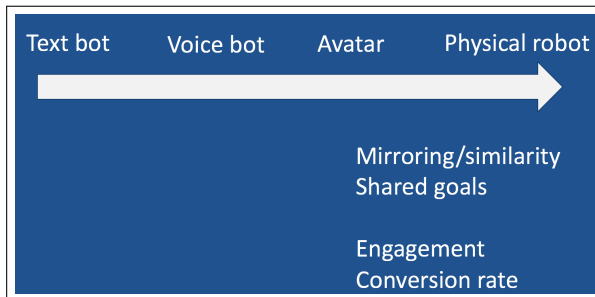 Text bot Voice bot Avatar Physical robot
Mirroring/similarity
Shared goals
Engagement
Conversion rate